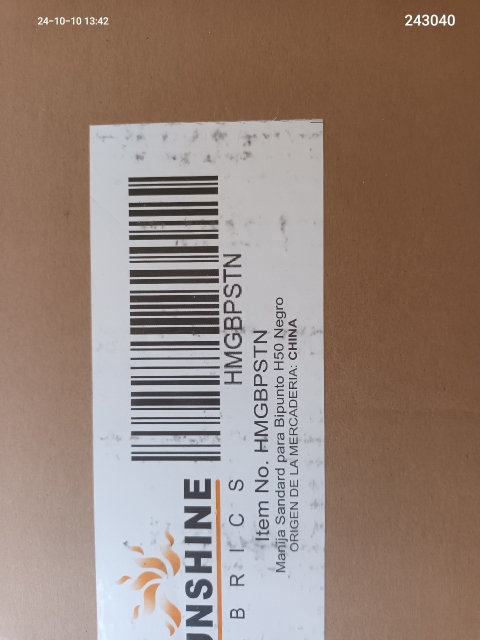 24-10-10 13:42
243040
HMGBPSTN
Item No. HMGBPSTN
Manija Sandard para Bipunto H50 Negro
ORIGEN DE LA MERCADERIA: CHINA
UNSHINE
BRICS